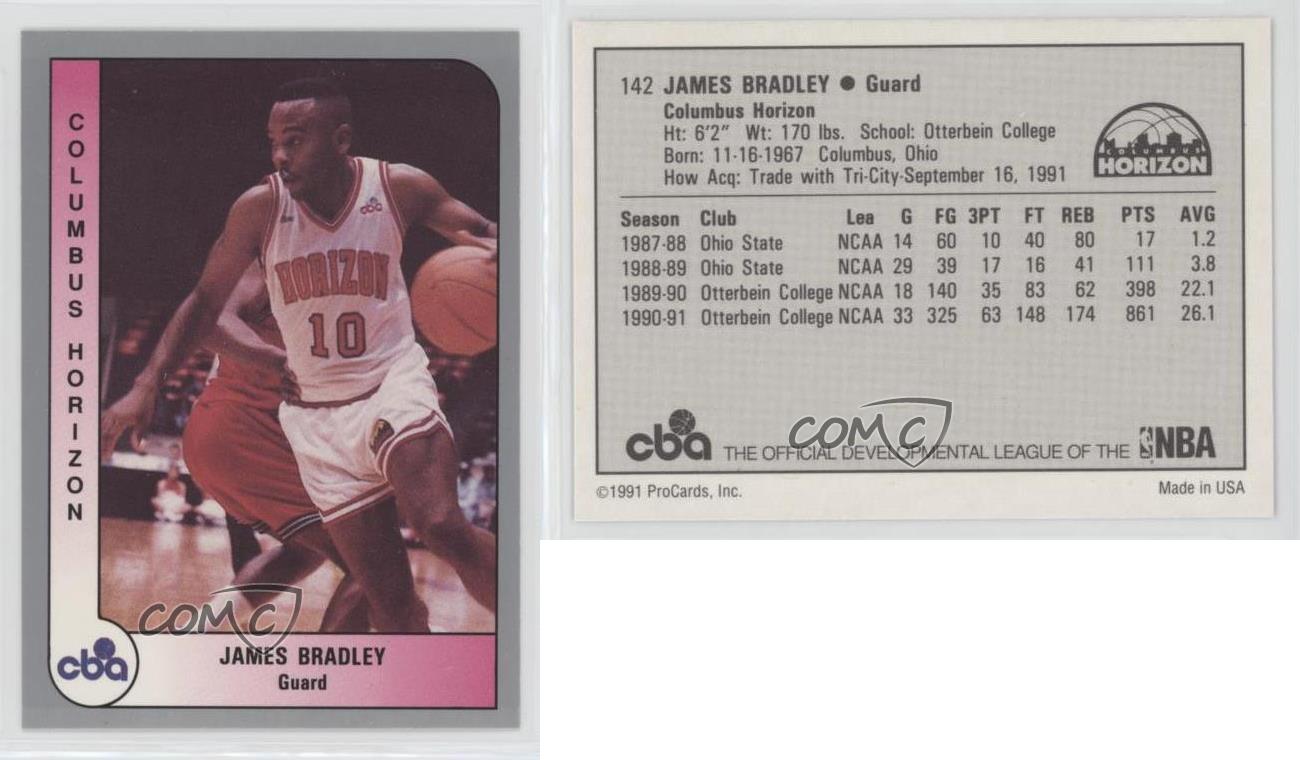 COLUMBUS HORIZON
cba
HORIZON
10
COMC
cba
JAMES BRADLEY
Guard
142 JAMES BRADLEY ● Guard
Columbus Horizon
Ht: 6'2" Wt: 170 lbs. School: Otterbein College
Born: 11-16-1967 Columbus, Ohio
How Acq: Trade with Tri-City-September 16, 1991
COLUMBUS
HORIZON
Season Club Lea G FG 3PT FT REB PTS AVG
1987-88 Ohio State NCAA 14 60 10 40 80 17 1.2
1988-89 Ohio State NCAA 29 39 17 16 41 111 3.8
1989-90 Otterbein College NCAA 18 140 35 83 62 398 22.1
1990-91 Otterbein College NCAA 33 325 63 148 174 861 26.1
COMC
cba THE OFFICIAL DEVELOPMENTAL LEAGUE OF THE NBA
©1991 ProCards, Inc. Made in USA